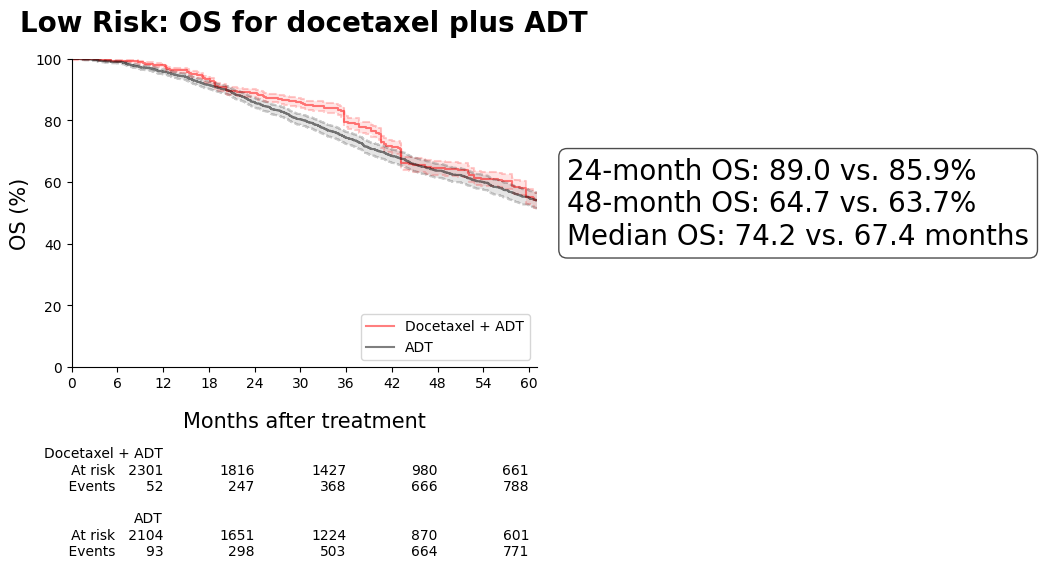 Low Risk: OS for docetaxel plus ADT
100
80
60
40
20
0
OS (%)
Docetaxel + ADT
ADT
0 6 12 18 24 30 36 42 48 54 60
Months after treatment
24-month OS: 89.0 vs. 85.9%
48-month OS: 64.7 vs. 63.7%
Median OS: 74.2 vs. 67.4 months
Docetaxel + ADT
At risk 2301 1816 1427 980 661
Events 52 247 368 666 788
ADT
At risk 2104 1651 1224 870 601
Events 93 298 503 664 771